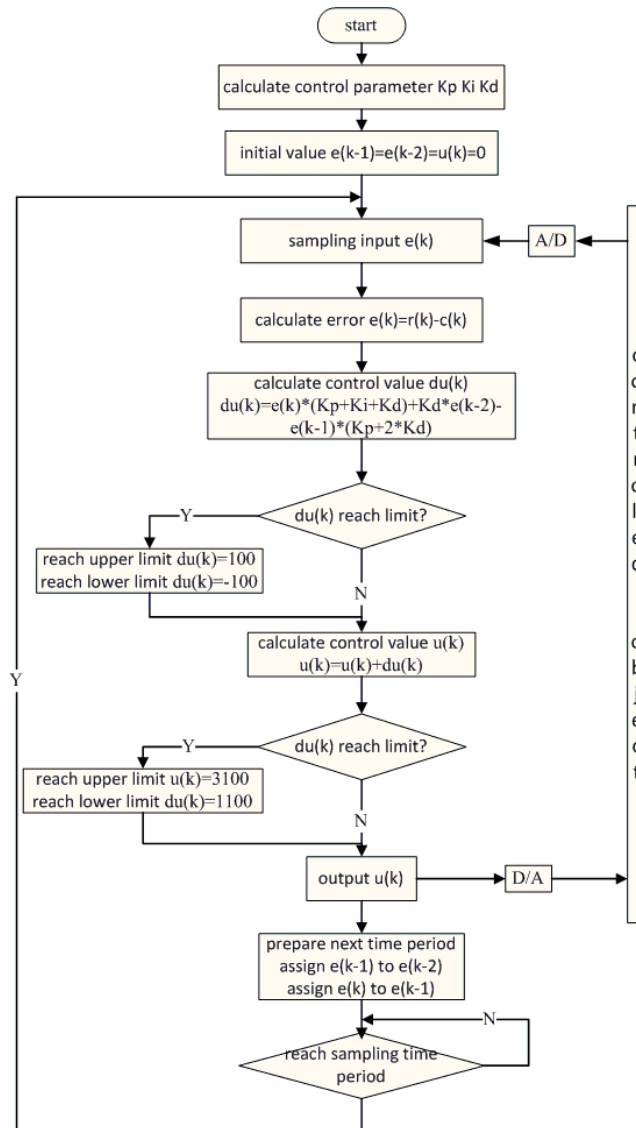 start
calculate control parameter Kp Ki Kd
initial value e(k-1)=e(k-2)=u(k)=0
sampling input e(k)
A/D
calculate error e(k)=r(k)-c(k)
calculate control value du(k)
du(k)=e(k)*(Kp+Ki+Kd)+Kd*e(k-2)-
e(k-1)*(Kp+2*Kd)
du(k) reach limit?
Y
reach upper limit du(k)=100
reach lower limit du(k)=-100
N
calculate control value u(k)
u(k)=u(k)+du(k)
Y
du(k) reach limit?
Y
reach upper limit u(k)=3100
reach lower limit du(k)=1100
N
output u(k)
D/A
prepare next time period
assign e(k-1) to e(k-2)
assign e(k) to e(k-1)
N
reach sampling time
period